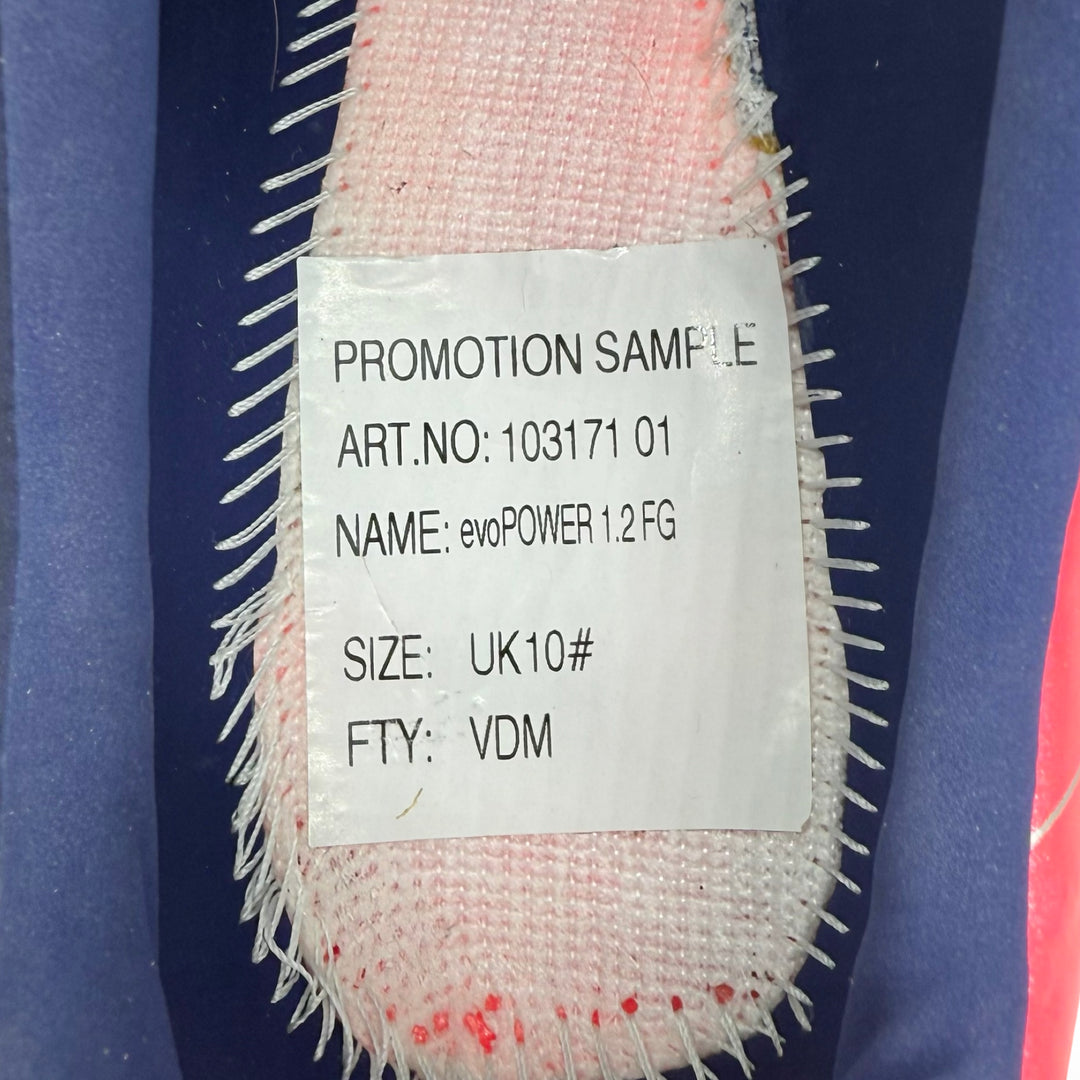 PROMOTION SAMPLE
ART.NO: 103171 01
NAME: evoPOWER 1.2 FG
SIZE: UK10#
FTY: VDM